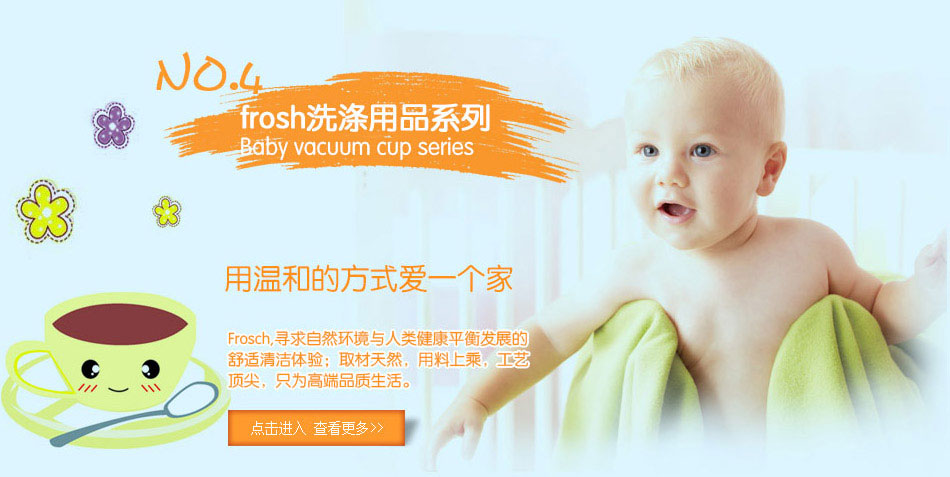 NO.4
frosh洗涤用品系列
Baby vacuum cup series
用温和的方式爱一个家
Frosch,寻求自然环境与人类健康平衡发展的
舒适清洁体验；取材天然，用料上乘，工艺
顶尖，只为高端品质生活。
点击进入 查看更多>>